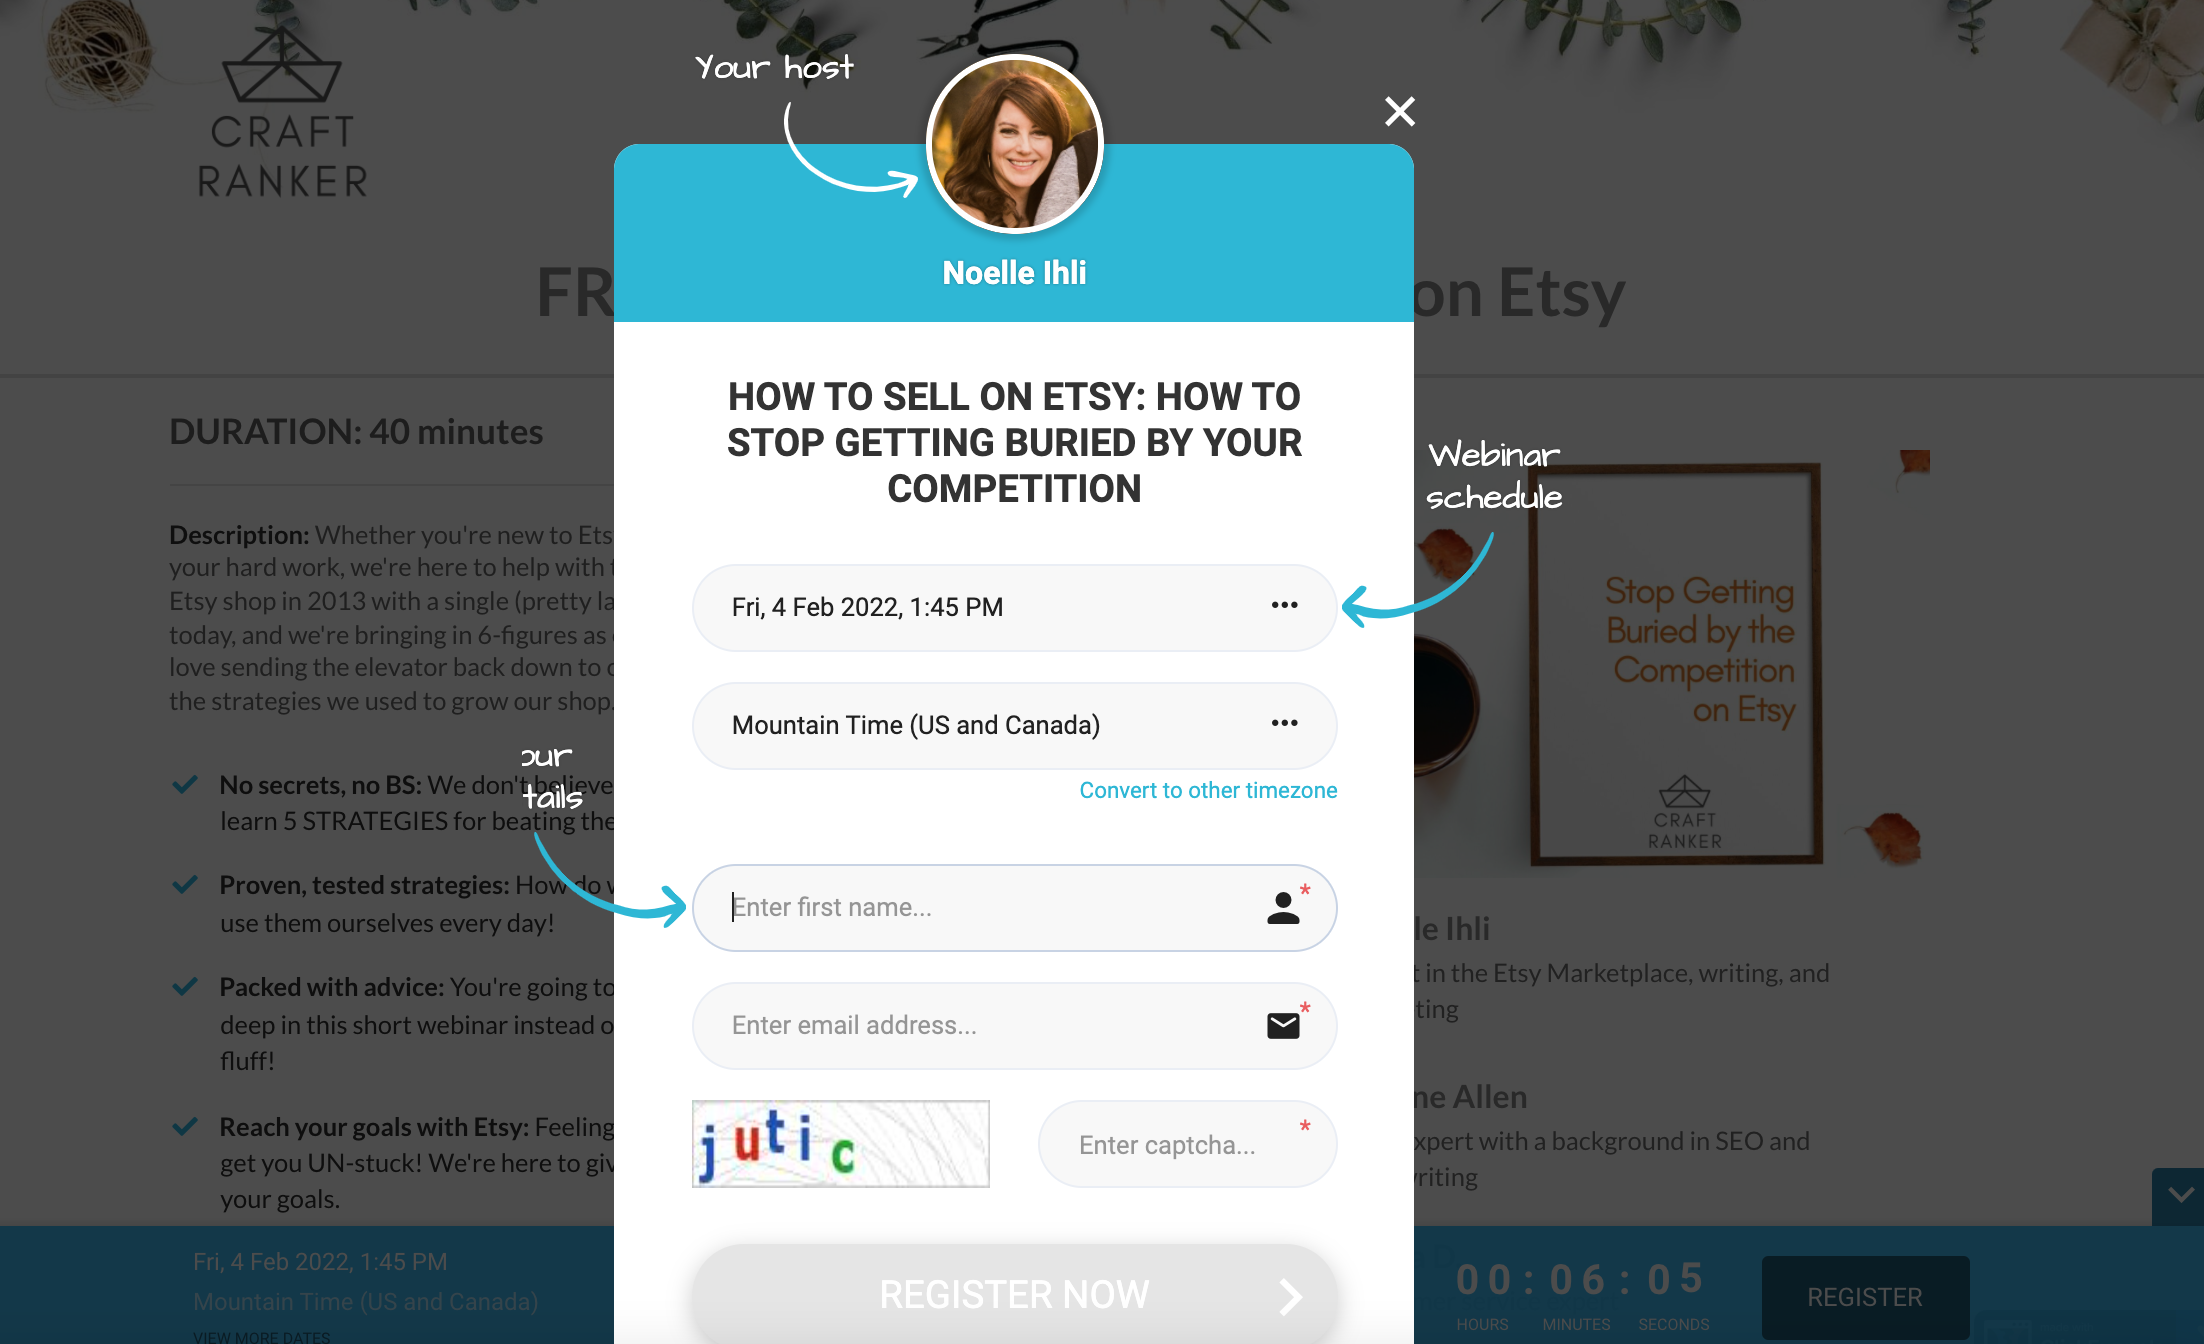 Your host
CRAFT
RANKER
Noelle Ihli
FR
on Etsy
HOW TO SELL ON ETSY: HOW TO
STOP GETTING BURIED BY YOUR
COMPETITION
DURATION: 40 minutes
Description: Whether you're new to Ets
your hard work, we're here to help with
Etsy shop in 2013 with a single (pretty la
today, and we're bringing in 6-figures as
love sending the elevator back down to
the strategies we used to grow our shop.
Webinar
schedule
Fri, 4 Feb 2022, 1:45 PM
Mountain Time (US and Canada)
Convert to other timezone
Stop Getting
Buried by the
Competition
on Etsy
CRAFT
RANKER
our
tails
No secrets, no BS: We don't believe
learn 5 STRATEGIES for beating the
Proven, tested strategies: How do
use them ourselves every day!
Packed with advice: You're going to
deep in this short webinar instead o
fluff!
Reach your goals with Etsy: Feeling
get you UN-stuck! We're here to giv
your goals.
Enter first name...
*
Enter email address...
*
jutic
Enter captcha...
*
REGISTER NOW
le Ihli
t in the Etsy Marketplace, writing, and
ting
ne Allen
xpert with a background in SEO and
riting
Fri, 4 Feb 2022, 1:45 PM
Mountain Time (US and Canada)
VIEW MORE DATES
00 : 06 : 05
HOURS MINUTES SECONDS
REGISTER